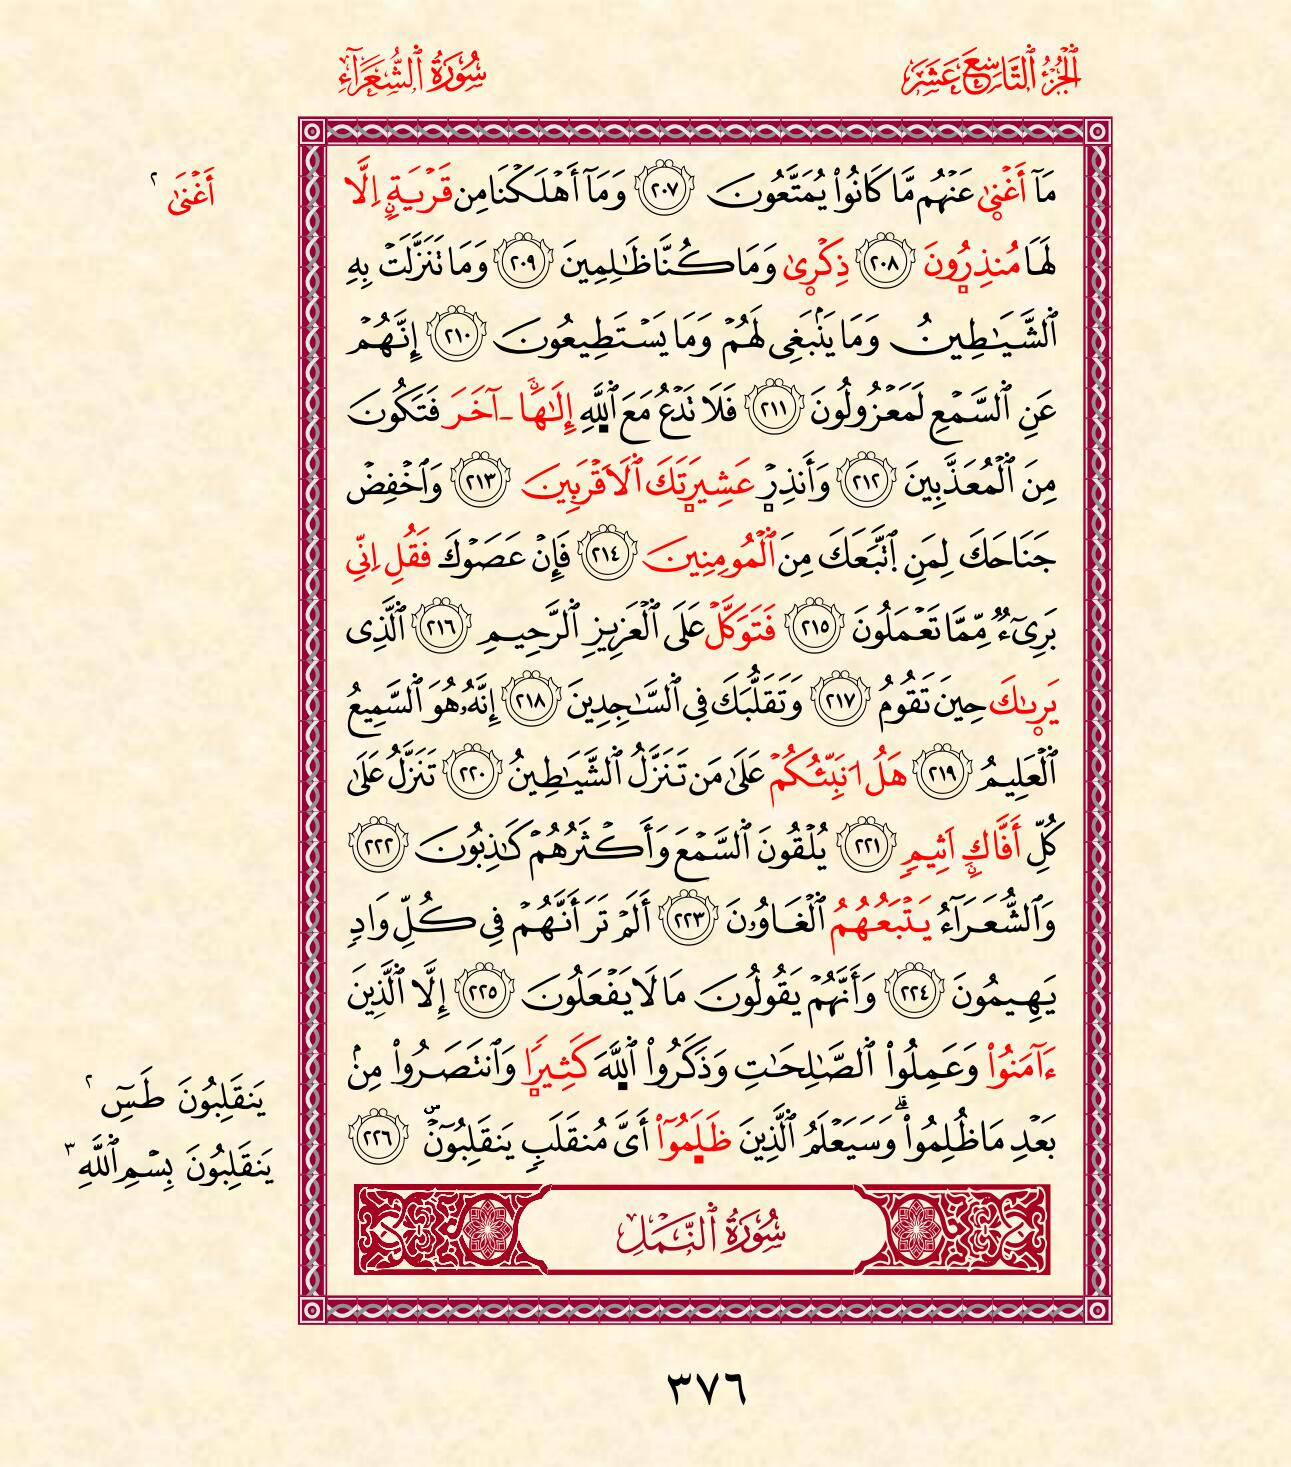 ٱلْجُزْءُ ٱلتَّاسِعَ عَشَرَ
سُورَةُ ٱلشُّعَرَآءِ
مَآ أَغْن۪ىٰ عَنْهُم مَّا كَانُواْ يُمَتَّعُونَ ٢٠٧ وَمَآ أَهْلَكْنَا مِن قَرْيَةٍ اِلَّا
لَهَا مُنذِرُونَ ٢٠٨ ذِكْر۪ىٰ وَمَا كُنَّا ظَٰلِمِينَ ٢٠٩ وَمَا تَنَزَّلَتْ بِهِ
ٱلشَّيَٰطِينُ وَمَا يَنۢبَغِى لَهُمْ وَمَا يَسْتَطِيعُونَ ٢١٠ إِنَّهُمْ
عَنِ ٱلسَّمْعِ لَمَعْزُولُونَ ٢١١ فَلَا تَدْعُ مَعَ ٱللَّهِ إِلَٰهًا ـآخَرَ فَتَكُونَ
مِنَ ٱلْمُعَذَّبِينَ ٢١٢ وَأَنذِرْ عَشِيرَتَكَ ٱلَاقْرَبِينَ ٢١٣ وَٱخْفِضْ
جَنَاحَكَ لِمَنِ ٱتَّبَعَكَ مِنَ ٱلْمُومِنِينَ ٢١٤ فَإِنْ عَصَوْكَ فَقُلِ اِنِّى
بَرِىٓءٌ مِّمَّا تَعْمَلُونَ ٢١٥ فَتَوَكَّلْ عَلَى ٱلْعَزِيزِ ٱلرَّحِيمِ ٢١٦ ٱلَّذِى
يَر۪ىٰكَ حِينَ تَقُومُ ٢١٧ وَتَقَلُّبَكَ فِى ٱلسَّٰجِدِينَ ٢١٨ إِنَّهُۥ هُوَ ٱلسَّمِيعُ
ٱلْعَلِيمُ ٢١٩ هَلُ ا۟نَبِّئُكُمْ عَلَىٰ مَن تَنَزَّلُ ٱلشَّيَٰطِينُ ٢٢٠ تَنَزَّلُ عَلَىٰ
كُلِّ أَفَّاكٍ اَثِيمٍ ٢٢١ يُلْقُونَ ٱلسَّمْعَ وَأَكْثَرُهُمْ كَٰذِبُونَ ٢٢٢
وَٱلشُّعَرَآءُ يَتْبَعُهُمُ ٱلْغَاوُۥنَ ٢٢٣ أَلَمْ تَرَ أَنَّهُمْ فِى كُلِّ وَادٍ
يَهِيمُونَ ٢٢٤ وَأَنَّهُمْ يَقُولُونَ مَا لَا يَفْعَلُونَ ٢٢٥ إِلَّا ٱلَّذِينَ
ءَآمَنُواْ وَعَمِلُواْ ٱلصَّٰلِحَٰتِ وَذَكَرُواْ ٱللَّهَ كَثِيرًا وَٱنتَصَرُواْ مِنۢ
بَعْدِ مَا ظُلِمُواْۗ وَسَيَعْلَمُ ٱلَّذِينَ ظَلَمُوٓاْ أَىَّ مُنقَلَبٍ يَنقَلِبُونَ ٢٢٦
سُورَةُ ٱلنَّمْلِ
أَغْنَىٰ ٢
يَنقَلِبُونَ طَسِٓ ٢
يَنقَلِبُونَ بِسْمِ ٱللَّهِ ٣
٣٧٦